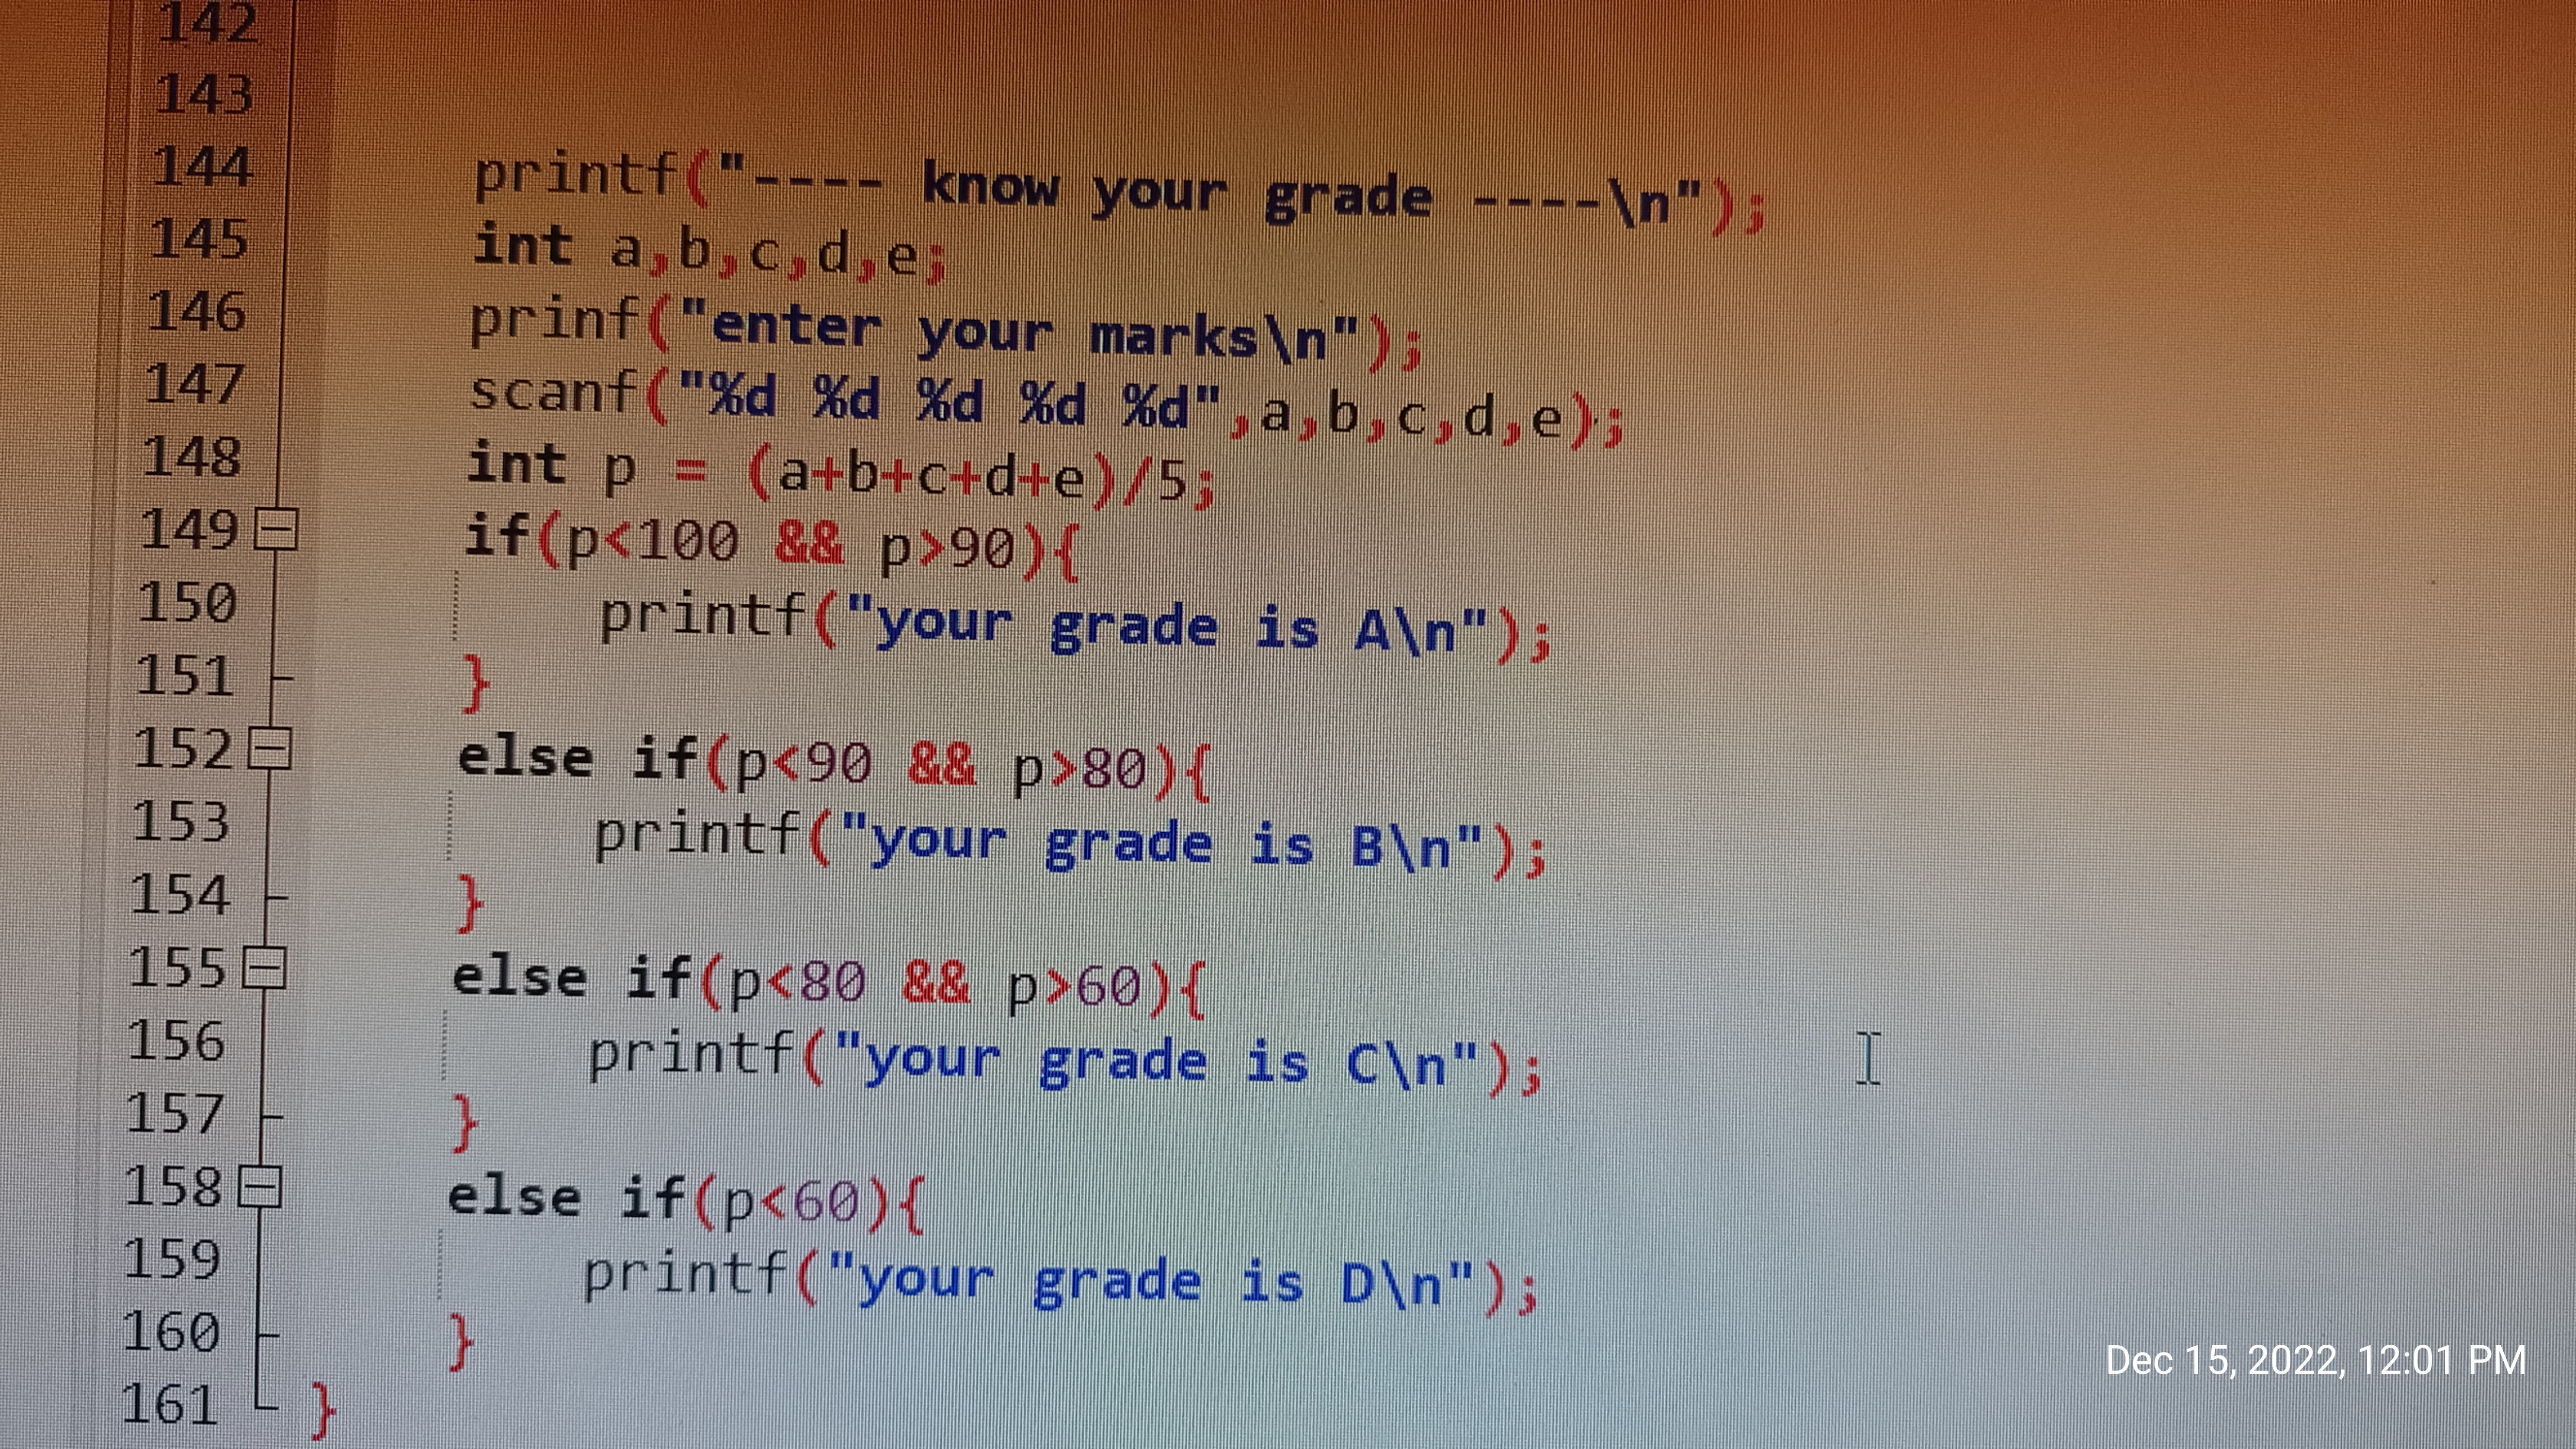 142
143
144 printf("---- know your grade ----\n");
145 int a,b,c,d,e;
146 prinf("enter your marks\n");
147 scanf("%d %d %d %d %d",a,b,c,d,e);
148 int p = (a+b+c+d+e)/5;
149 if(p<100 && p>90){
150 printf("your grade is A\n");
151 }
152 else if(p<90 && p>80){
153 printf("your grade is B\n");
154 }
155 else if(p<80 && p>60){
156 printf("your grade is C\n");
157 }
158 else if(p<60){
159 printf("your grade is D\n");
160 }
161 }
Dec 15, 2022, 12:01 PM